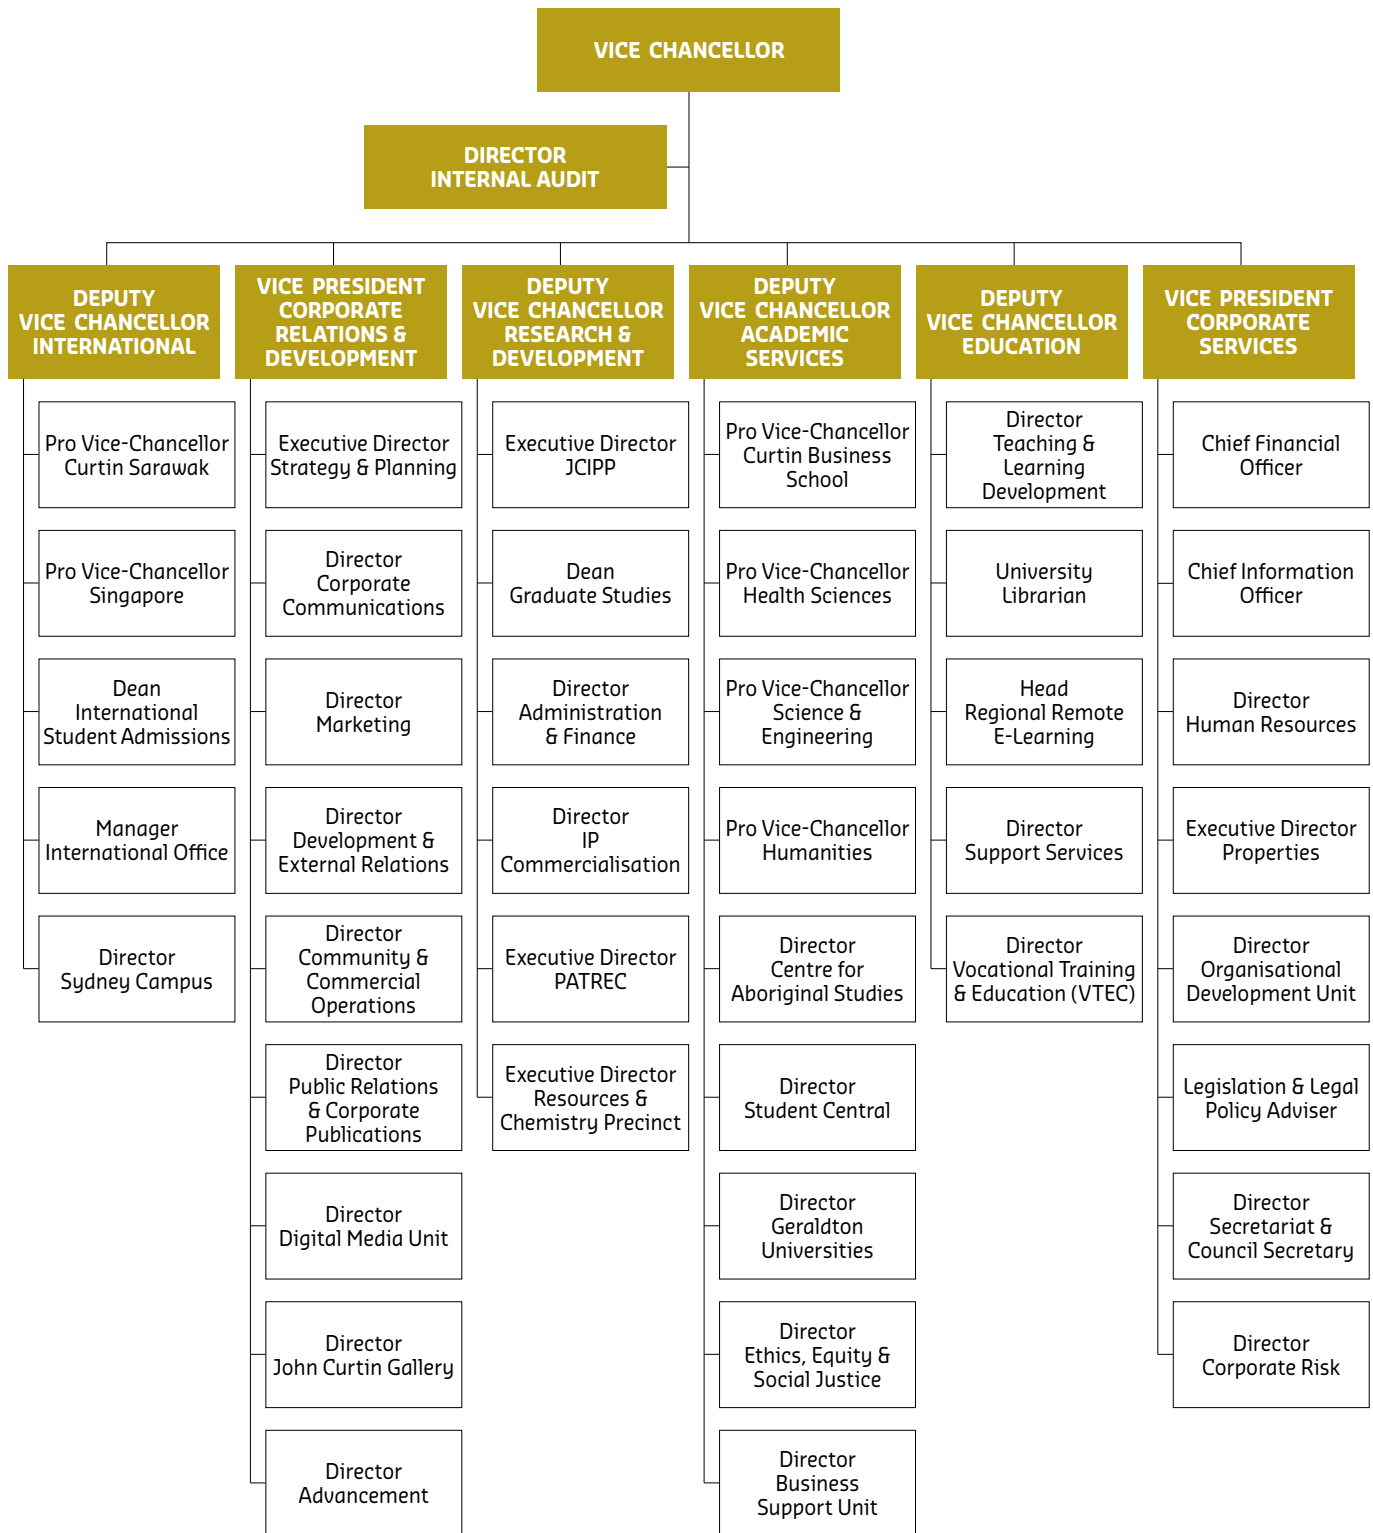 VICE CHANCELLOR
DIRECTOR
INTERNAL AUDIT
DEPUTY
VICE CHANCELLOR
INTERNATIONAL
VICE PRESIDENT
CORPORATE
RELATIONS &
DEVELOPMENT
DEPUTY
VICE CHANCELLOR
RESEARCH &
DEVELOPMENT
DEPUTY
VICE CHANCELLOR
ACADEMIC
SERVICES
DEPUTY
VICE CHANCELLOR
EDUCATION
VICE PRESIDENT
CORPORATE
SERVICES
Pro Vice-Chancellor
Curtin Sarawak
Pro Vice-Chancellor
Singapore
Dean
International
Student Admissions
Manager
International Office
Director
Sydney Campus
Executive Director
Strategy & Planning
Director
Corporate
Communications
Director
Marketing
Director
Development &
External Relations
Director
Community &
Commercial
Operations
Director
Public Relations
& Corporate
Publications
Director
Digital Media Unit
Director
John Curtin Gallery
Director
Advancement
Executive Director
JCIPP
Dean
Graduate Studies
Director
Administration
& Finance
Director
IP
Commercialisation
Executive Director
PATREC
Executive Director
Resources &
Chemistry Precinct
Pro Vice-Chancellor
Curtin Business
School
Pro Vice-Chancellor
Health Sciences
Pro Vice-Chancellor
Science &
Engineering
Pro Vice-Chancellor
Humanities
Director
Centre for
Aboriginal Studies
Director
Student Central
Director
Geraldton
Universities
Director
Ethics, Equity &
Social Justice
Director
Business
Support Unit
Director
Teaching &
Learning
Development
University
Librarian
Head
Regional Remote
E-Learning
Director
Support Services
Director
Vocational Training
& Education (VTEC)
Chief Financial
Officer
Chief Information
Officer
Director
Human Resources
Executive Director
Properties
Director
Organisational
Development Unit
Legislation & Legal
Policy Adviser
Director
Secretariat &
Council Secretary
Director
Corporate Risk